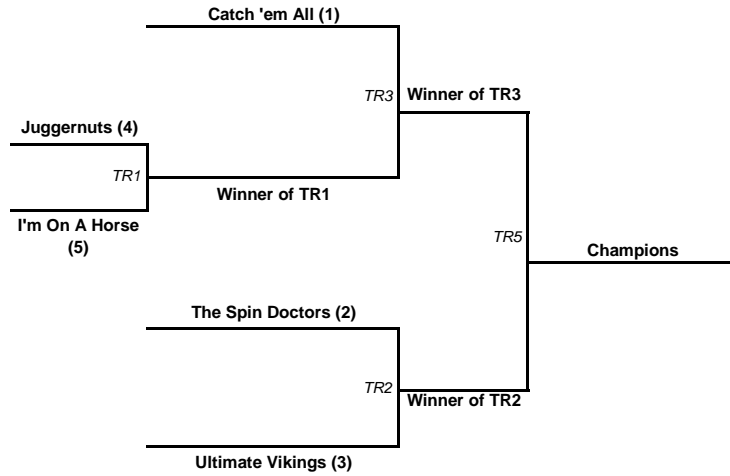 Catch 'em All (1)
TR3
Winner of TR3
Juggernuts (4)
TR1
Winner of TR1
I'm On A Horse
(5)
TR5
Champions
The Spin Doctors (2)
TR2
Winner of TR2
Ultimate Vikings (3)